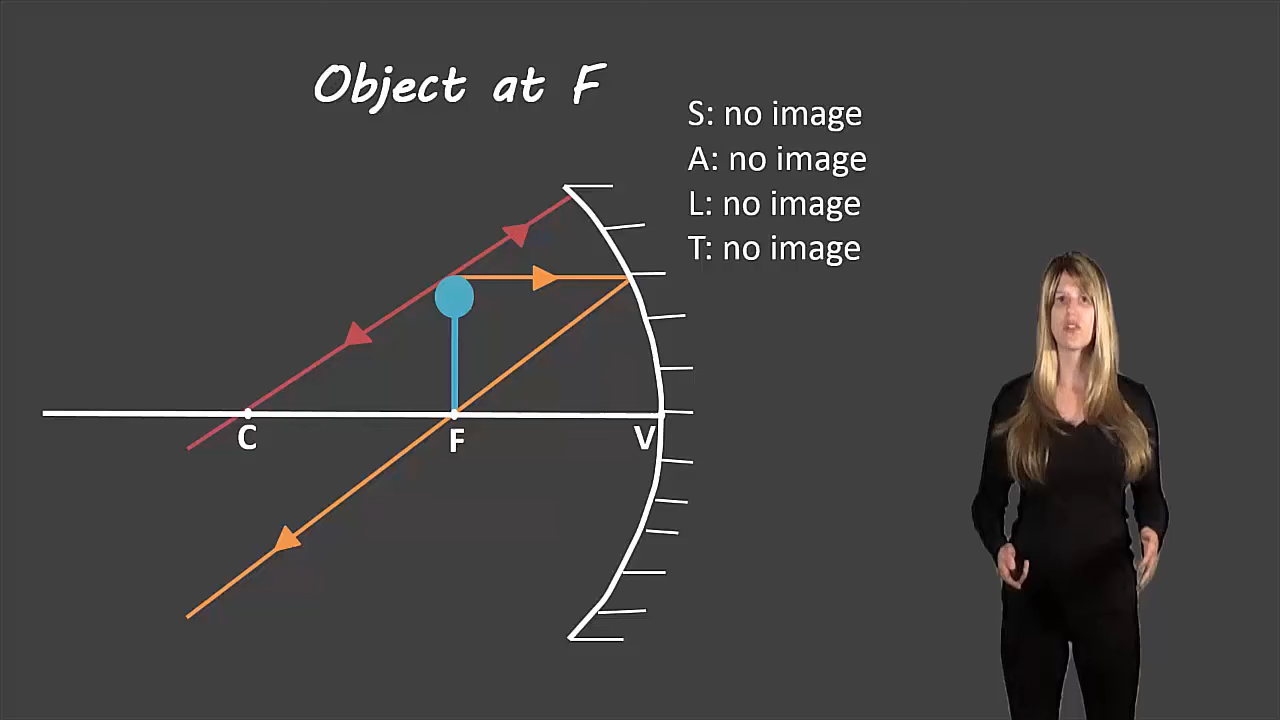 Object at F
S: no image
A: no image
L: no image
T: no image
C
F
V